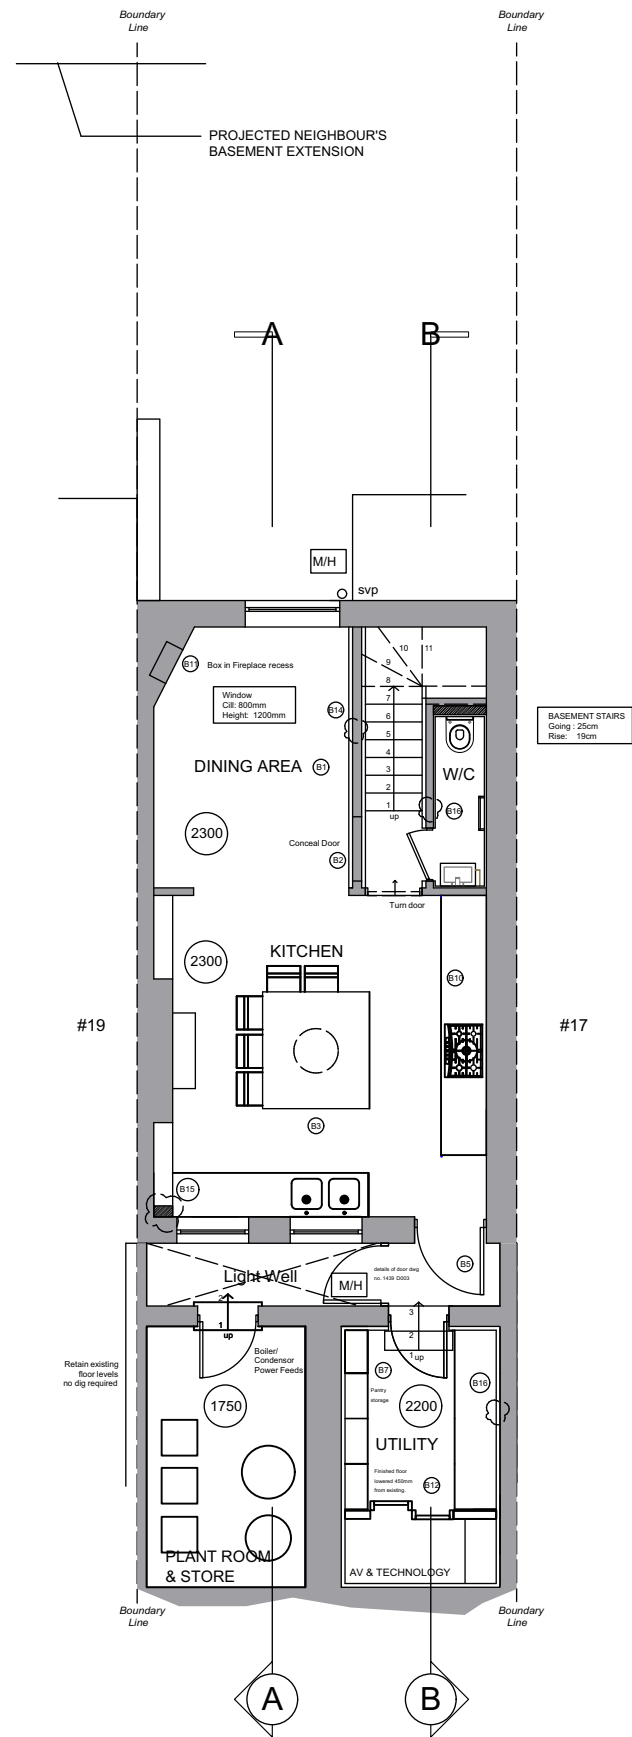 Boundary
Line
Boundary
Line
PROJECTED NEIGHBOUR'S
BASEMENT EXTENSION
A
B
M/H
svp
B11
Box in Fireplace recess
10
11
9
8
7
6
5
4
3
2
1
up
Window
Cill: 800mm
Height: 1200mm
B14
BASEMENT STAIRS
Going : 25cm
Rise: 19cm
DINING AREA
B1
W/C
B16
2300
Conceal Door
B2
Turn door
KITCHEN
2300
B10
#19
#17
B3
B15
Light Well
M/H
details of door dwg
no. 1439 D003
B5
2
1
up
3
2
1
up
Retain existing
floor levels
no dig required
Boiler/
Condensor
Power Feeds
B7
Pantry
storage
B16
1750
2200
UTILITY
Finished floor
lowered 450mm
from existing.
B12
PLANT ROOM
& STORE
AV & TECHNOLOGY
Boundary
Line
Boundary
Line
A
B